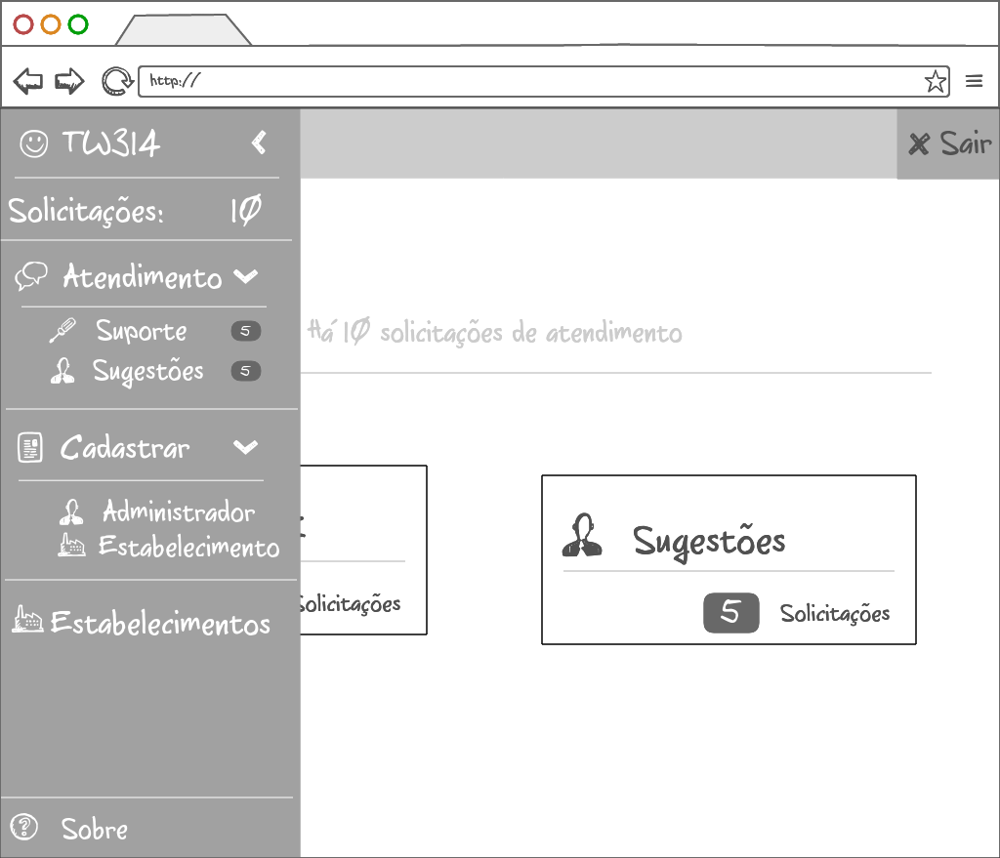 http://
TW314
Sair
Solicitações: 10
Atendimento
Suporte 5
Sugestões 5
Há 10 solicitações de atendimento
Cadastrar
Administrador
Estabelecimento
Estabelecimentos
Solicitações
Sugestões
5 Solicitações
Sobre